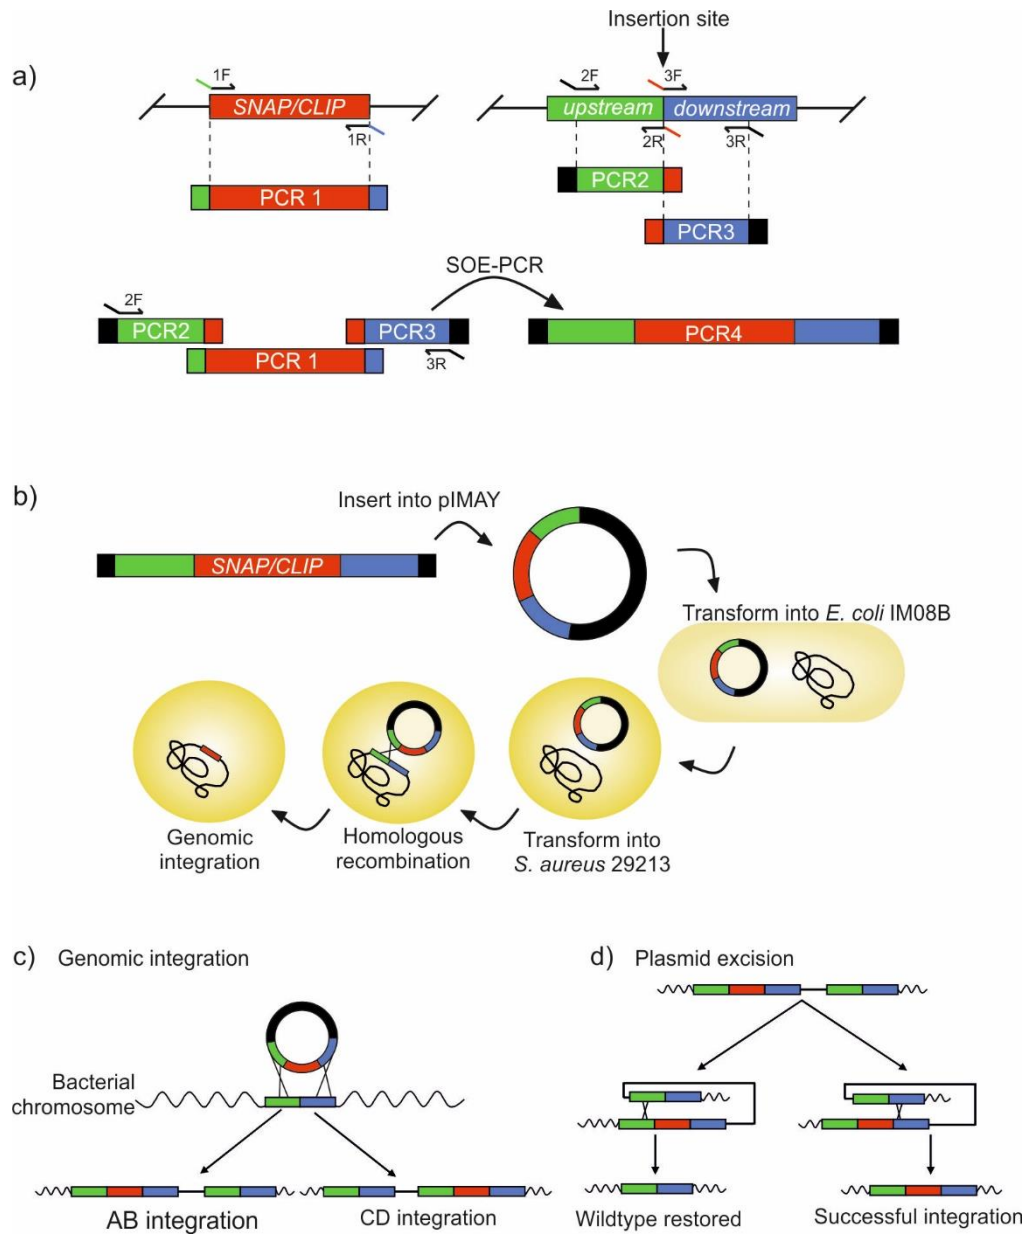 a)
Insertion site
1F
SNAP/CLIP
1R
PCR 1
2F
3F
upstream
downstream
2R
3R
PCR2
PCR3
SOE-PCR
2F
PCR2
PCR3
PCR 1
3R
PCR4
b)
Insert into pIMAY
SNAP/CLIP
Transform into E. coli IM08B
Genomic
integration
Homologous
recombination
Transform into
S. aureus 29213
c) Genomic integration
Bacterial
chromosome
AB integration
CD integration
d) Plasmid excision
Wildtype restored
Successful integration